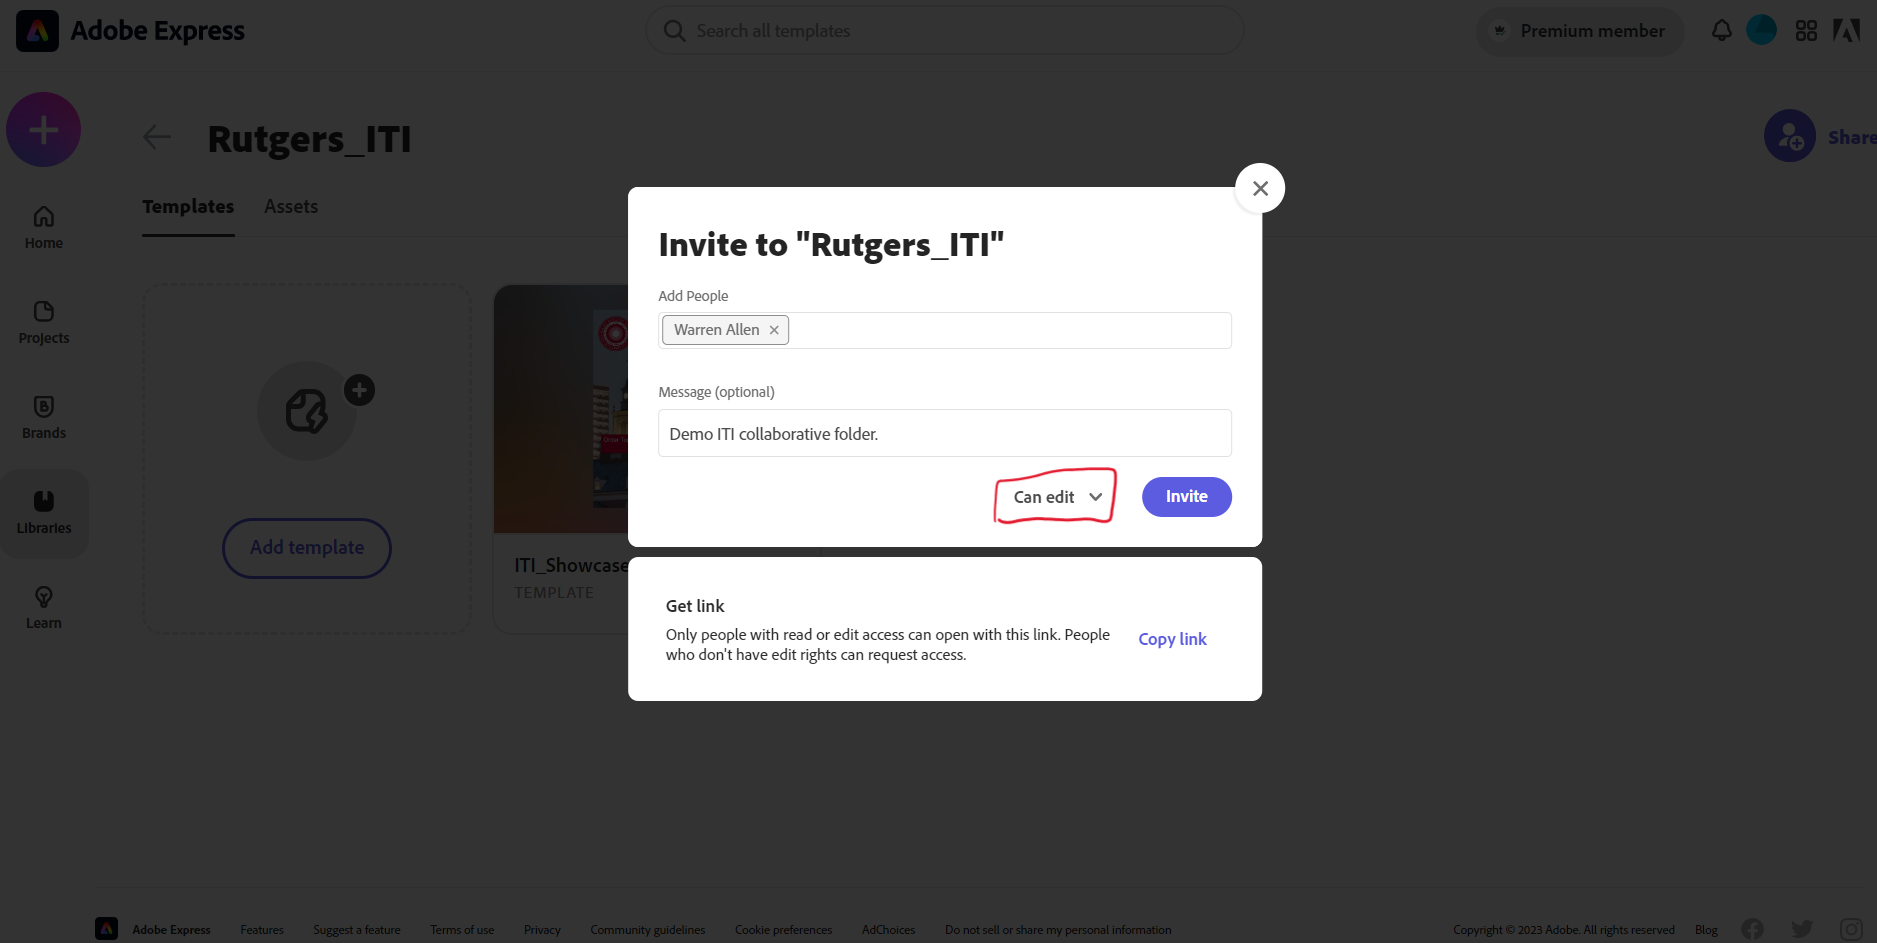 Adobe Express
Search all templates
Premium member
Rutgers_ITI
Share
Templates
Assets
Home
Projects
Brands
Libraries
Learn
Add template
ITI_Showcase
TEMPLATE
Invite to "Rutgers_ITI"
Add People
Warren Allen
Message (optional)
Demo ITI collaborative folder.
Can edit
Invite
Get link
Only people with read or edit access can open with this link. People
who don't have edit rights can request access.
Copy link
Adobe Express
Features
Suggest a feature
Terms of use
Privacy
Community guidelines
Cookie preferences
AdChoices
Do not sell or share my personal information
Copyright © 2023 Adobe. All rights reserved
Blog